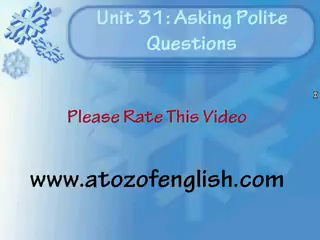 Unit 31: Asking Polite
Questions
Please Rate This Video
www.atozofenglish.com